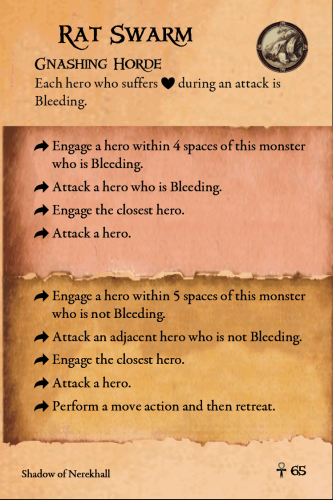 Rat Swarm
Gnashing Horde
Each hero who suffers ♥ during an attack is
Bleeding.
Engage a hero within 4 spaces of this monster
who is Bleeding.
Attack a hero who is Bleeding.
Engage the closest hero.
Attack a hero.
Engage a hero within 5 spaces of this monster
who is not Bleeding.
Attack an adjacent hero who is not Bleeding.
Engage the closest hero.
Attack a hero.
Perform a move action and then retreat.
Shadow of Nerekhall
☥ 65